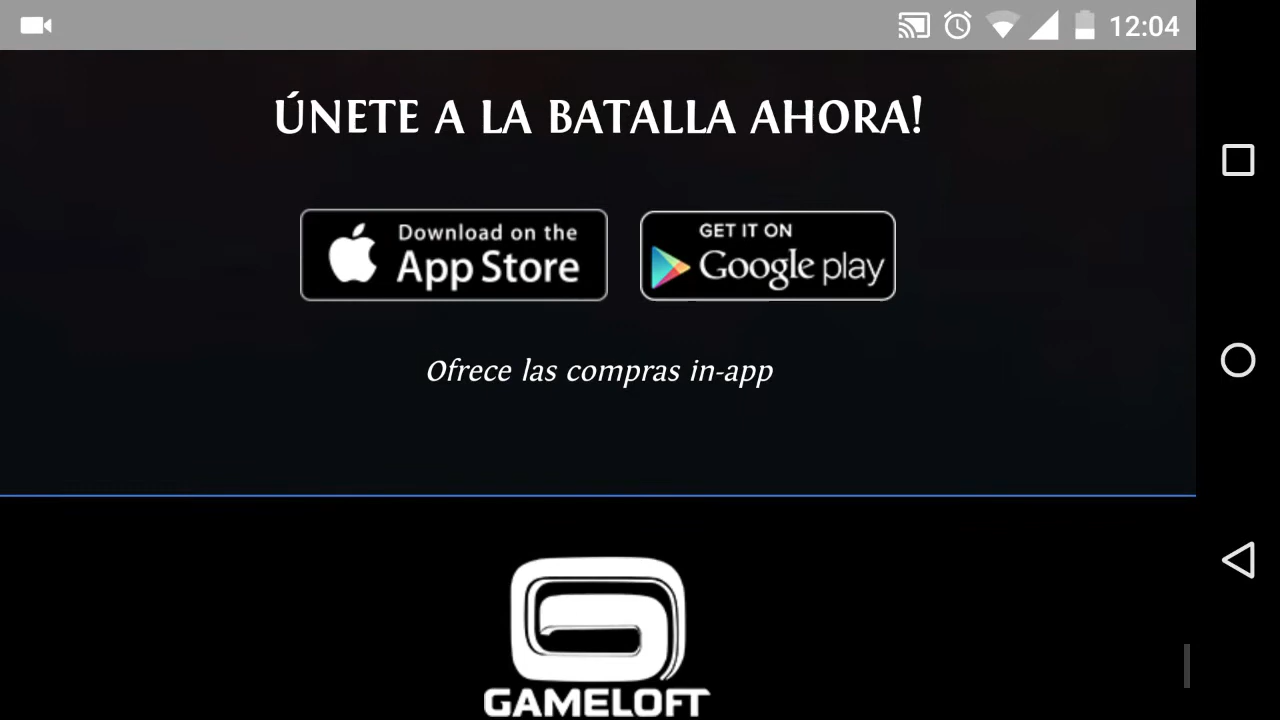 12:04
ÚNETE A LA BATALLA AHORA!
Download on the
App Store
GET IT ON
Google play
Ofrece las compras in-app
GAMELOFT